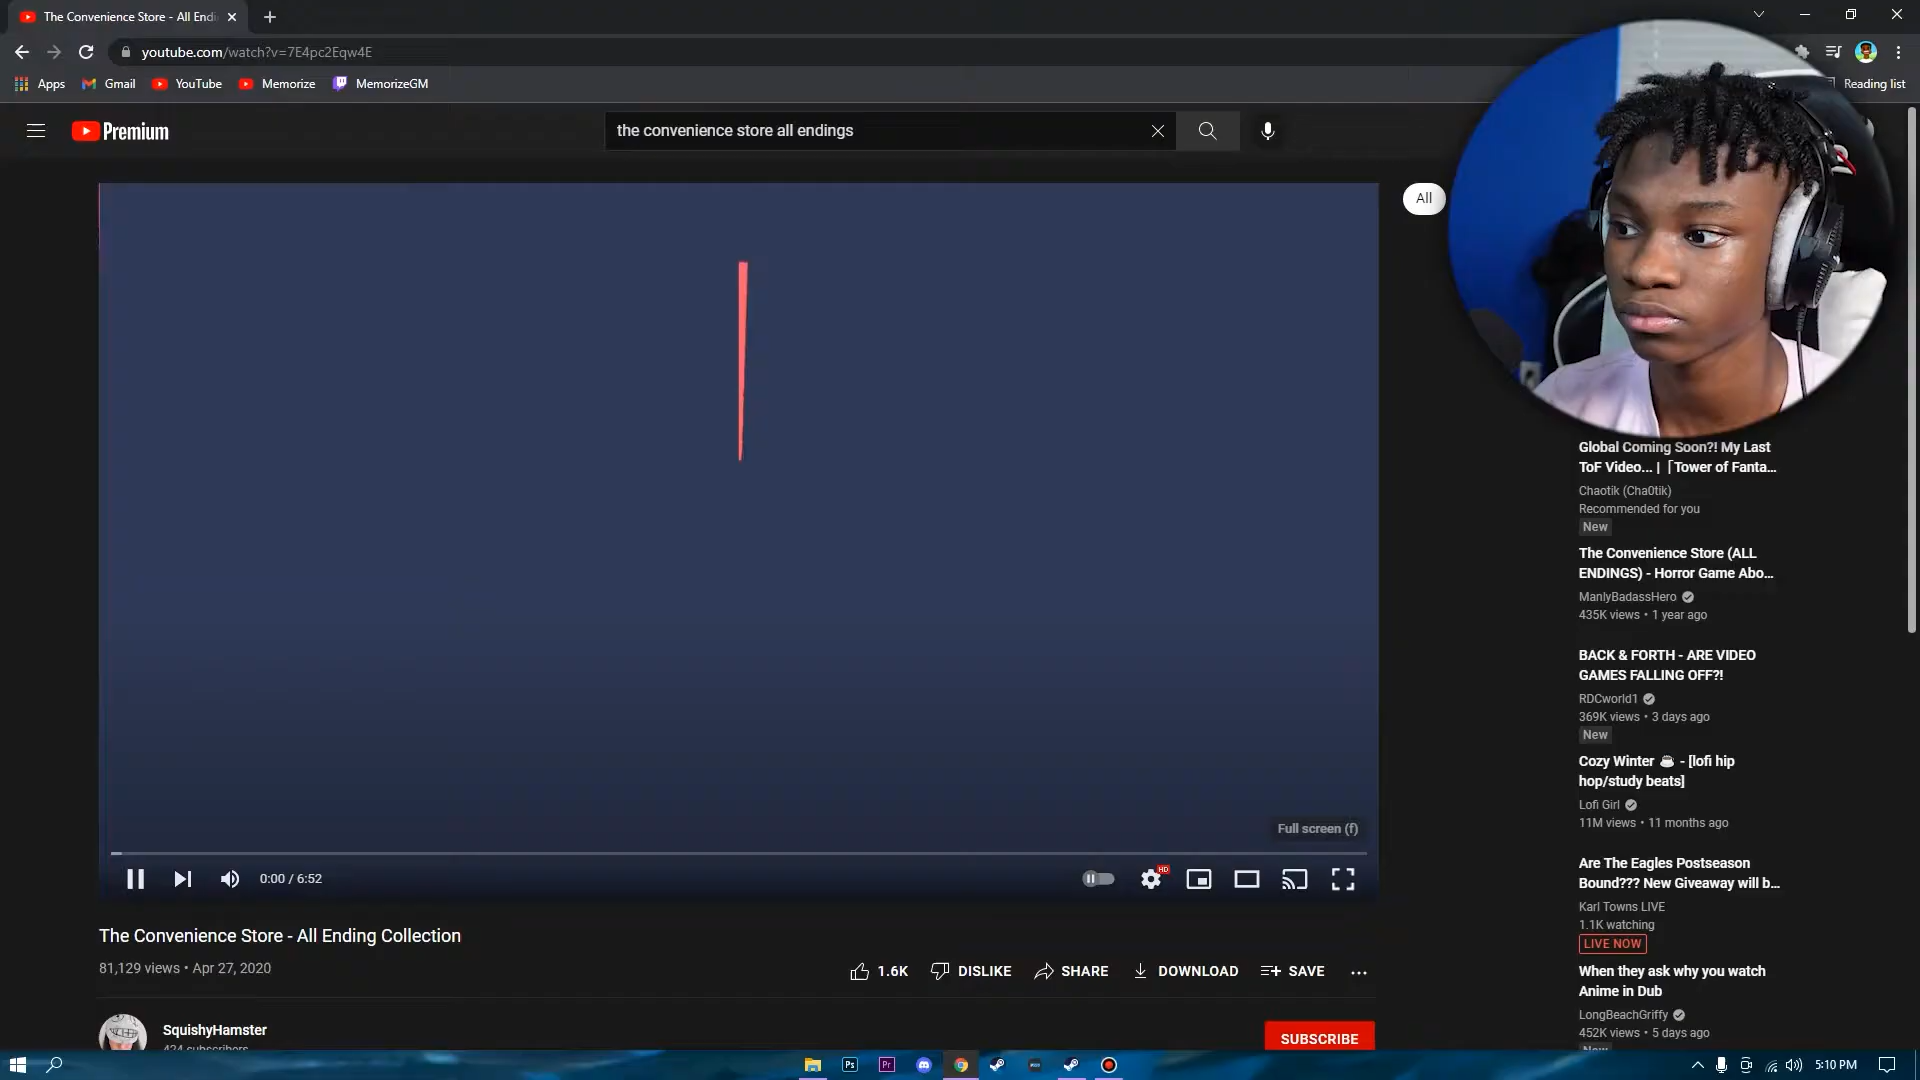 The Convenience Store - All Endi
youtube.com/watch?v=7E4pc2Eqw4E
Apps
Gmail
YouTube
Memorize
MemorizeGM
Reading list
Premium
the convenience store all endings
All
Full screen (f)
0:00 / 6:52
HD
The Convenience Store - All Ending Collection
81,129 views • Apr 27, 2020
1.6K
DISLIKE
SHARE
DOWNLOAD
SAVE
SquishyHamster
424 subscribers
SUBSCRIBE
Global Coming Soon?! My Last
ToF Video... |「Tower of Fanta...
Chaotik (Cha0tik)
Recommended for you
New
The Convenience Store (ALL
ENDINGS) - Horror Game Abo...
ManlyBadassHero
435K views • 1 year ago
BACK & FORTH - ARE VIDEO
GAMES FALLING OFF?!
RDCworld1
369K views • 3 days ago
New
Cozy Winter ☕ - [lofi hip
hop/study beats]
Lofi Girl
11M views • 11 months ago
Are The Eagles Postseason
Bound??? New Giveaway will b...
Karl Towns LIVE
1.1K watching
LIVE NOW
When they ask why you watch
Anime in Dub
LongBeachGriffy
452K views • 5 days ago
New
Ps
Pr
5:10 PM